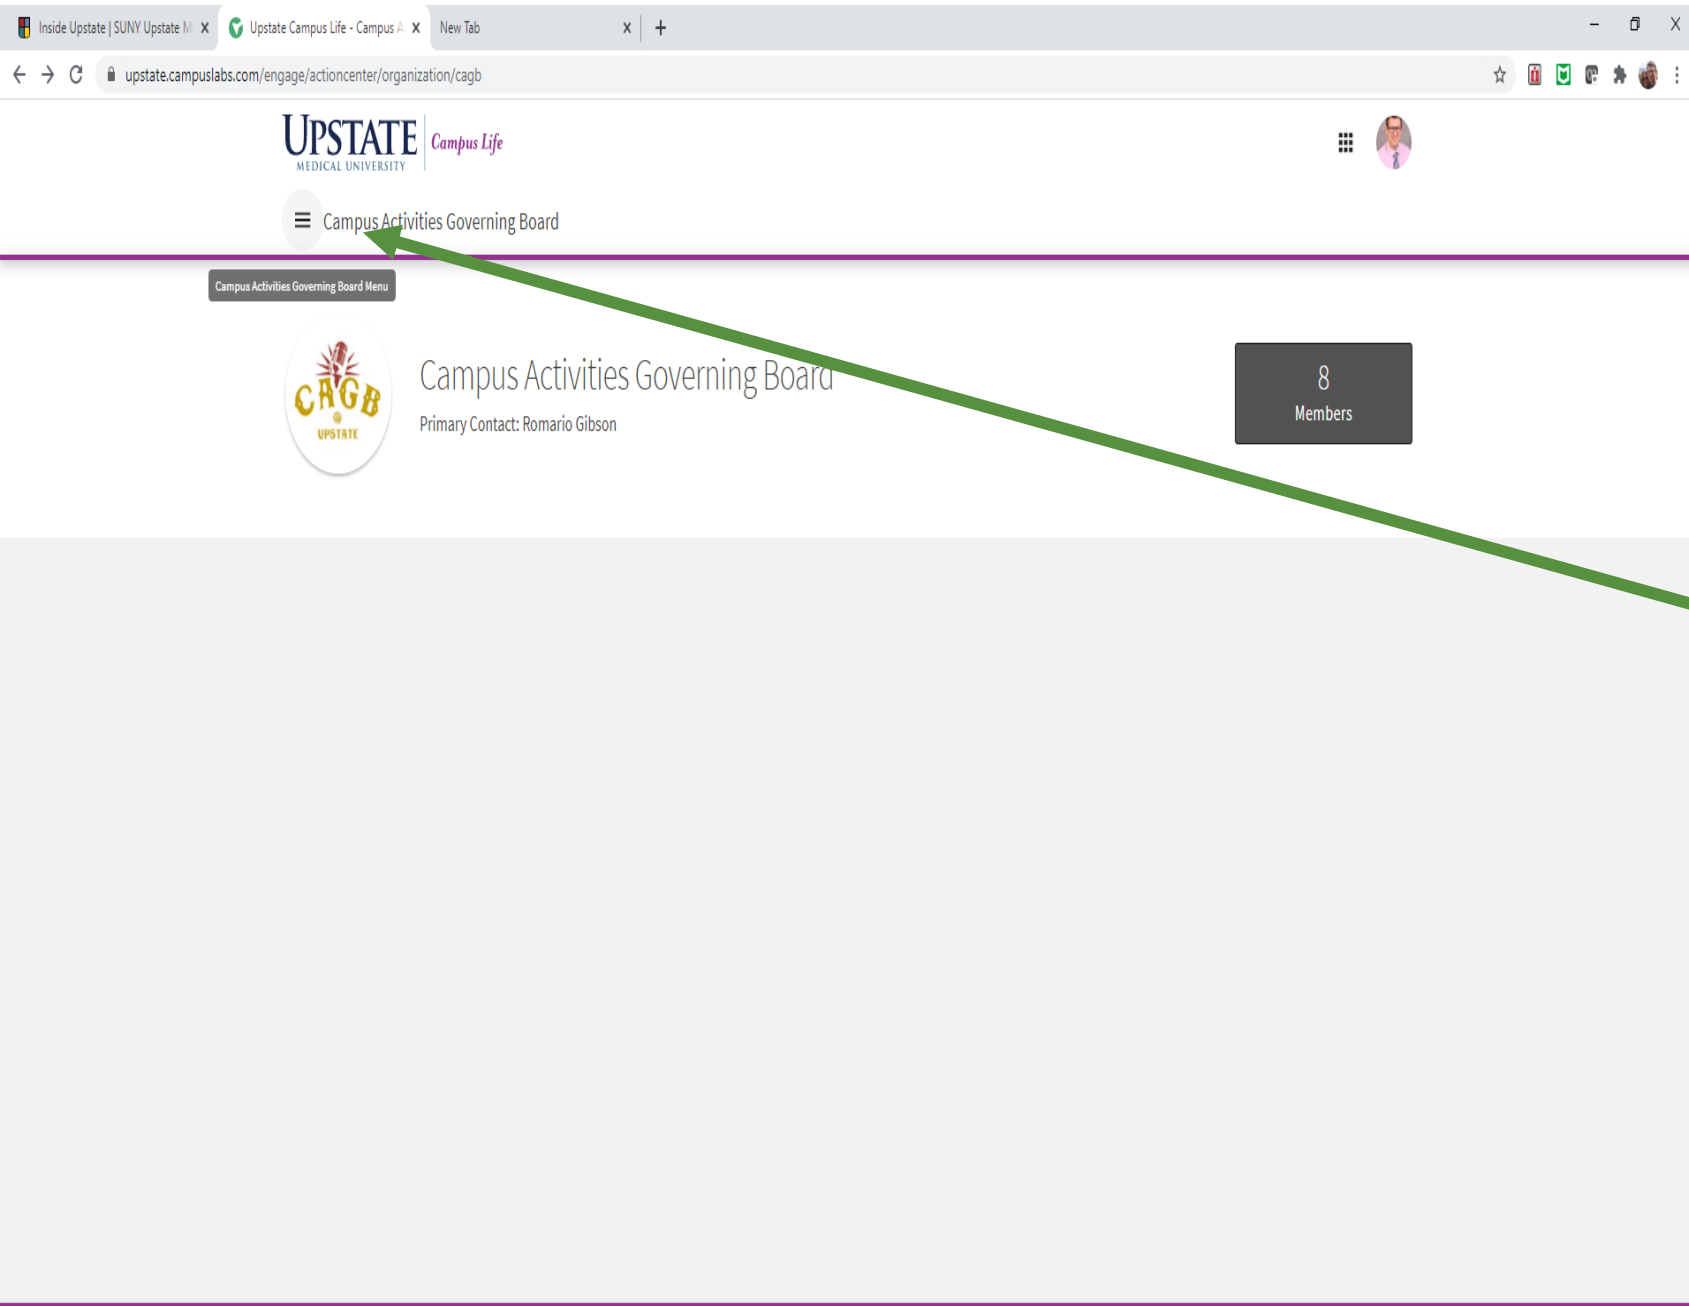 Inside Upstate | SUNY Upstate M
Upstate Campus Life - Campus A
New Tab
upstate.campuslabs.com/engage/actioncenter/organization/cagb
UPSTATE
MEDICAL UNIVERSITY
Campus Life
Campus Activities Governing Board
Campus Activities Governing Board Menu
CAGB
@
UPSTATE
Campus Activities Governing Board
Primary Contact: Romario Gibson
8
Members